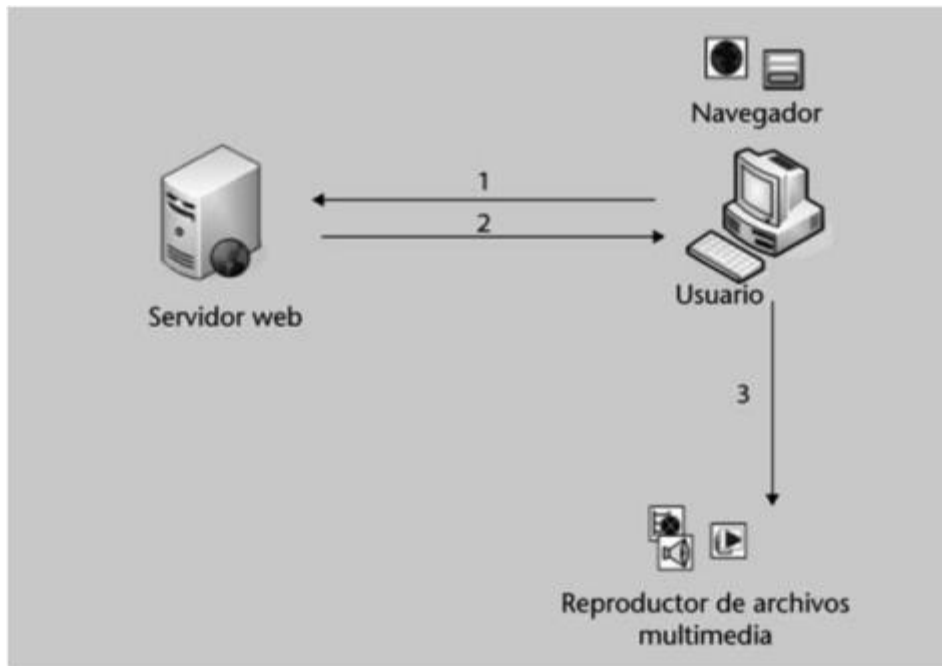 Navegador
1
2
Usuario
Servidor web
3
Reproductor de archivos
multimedia